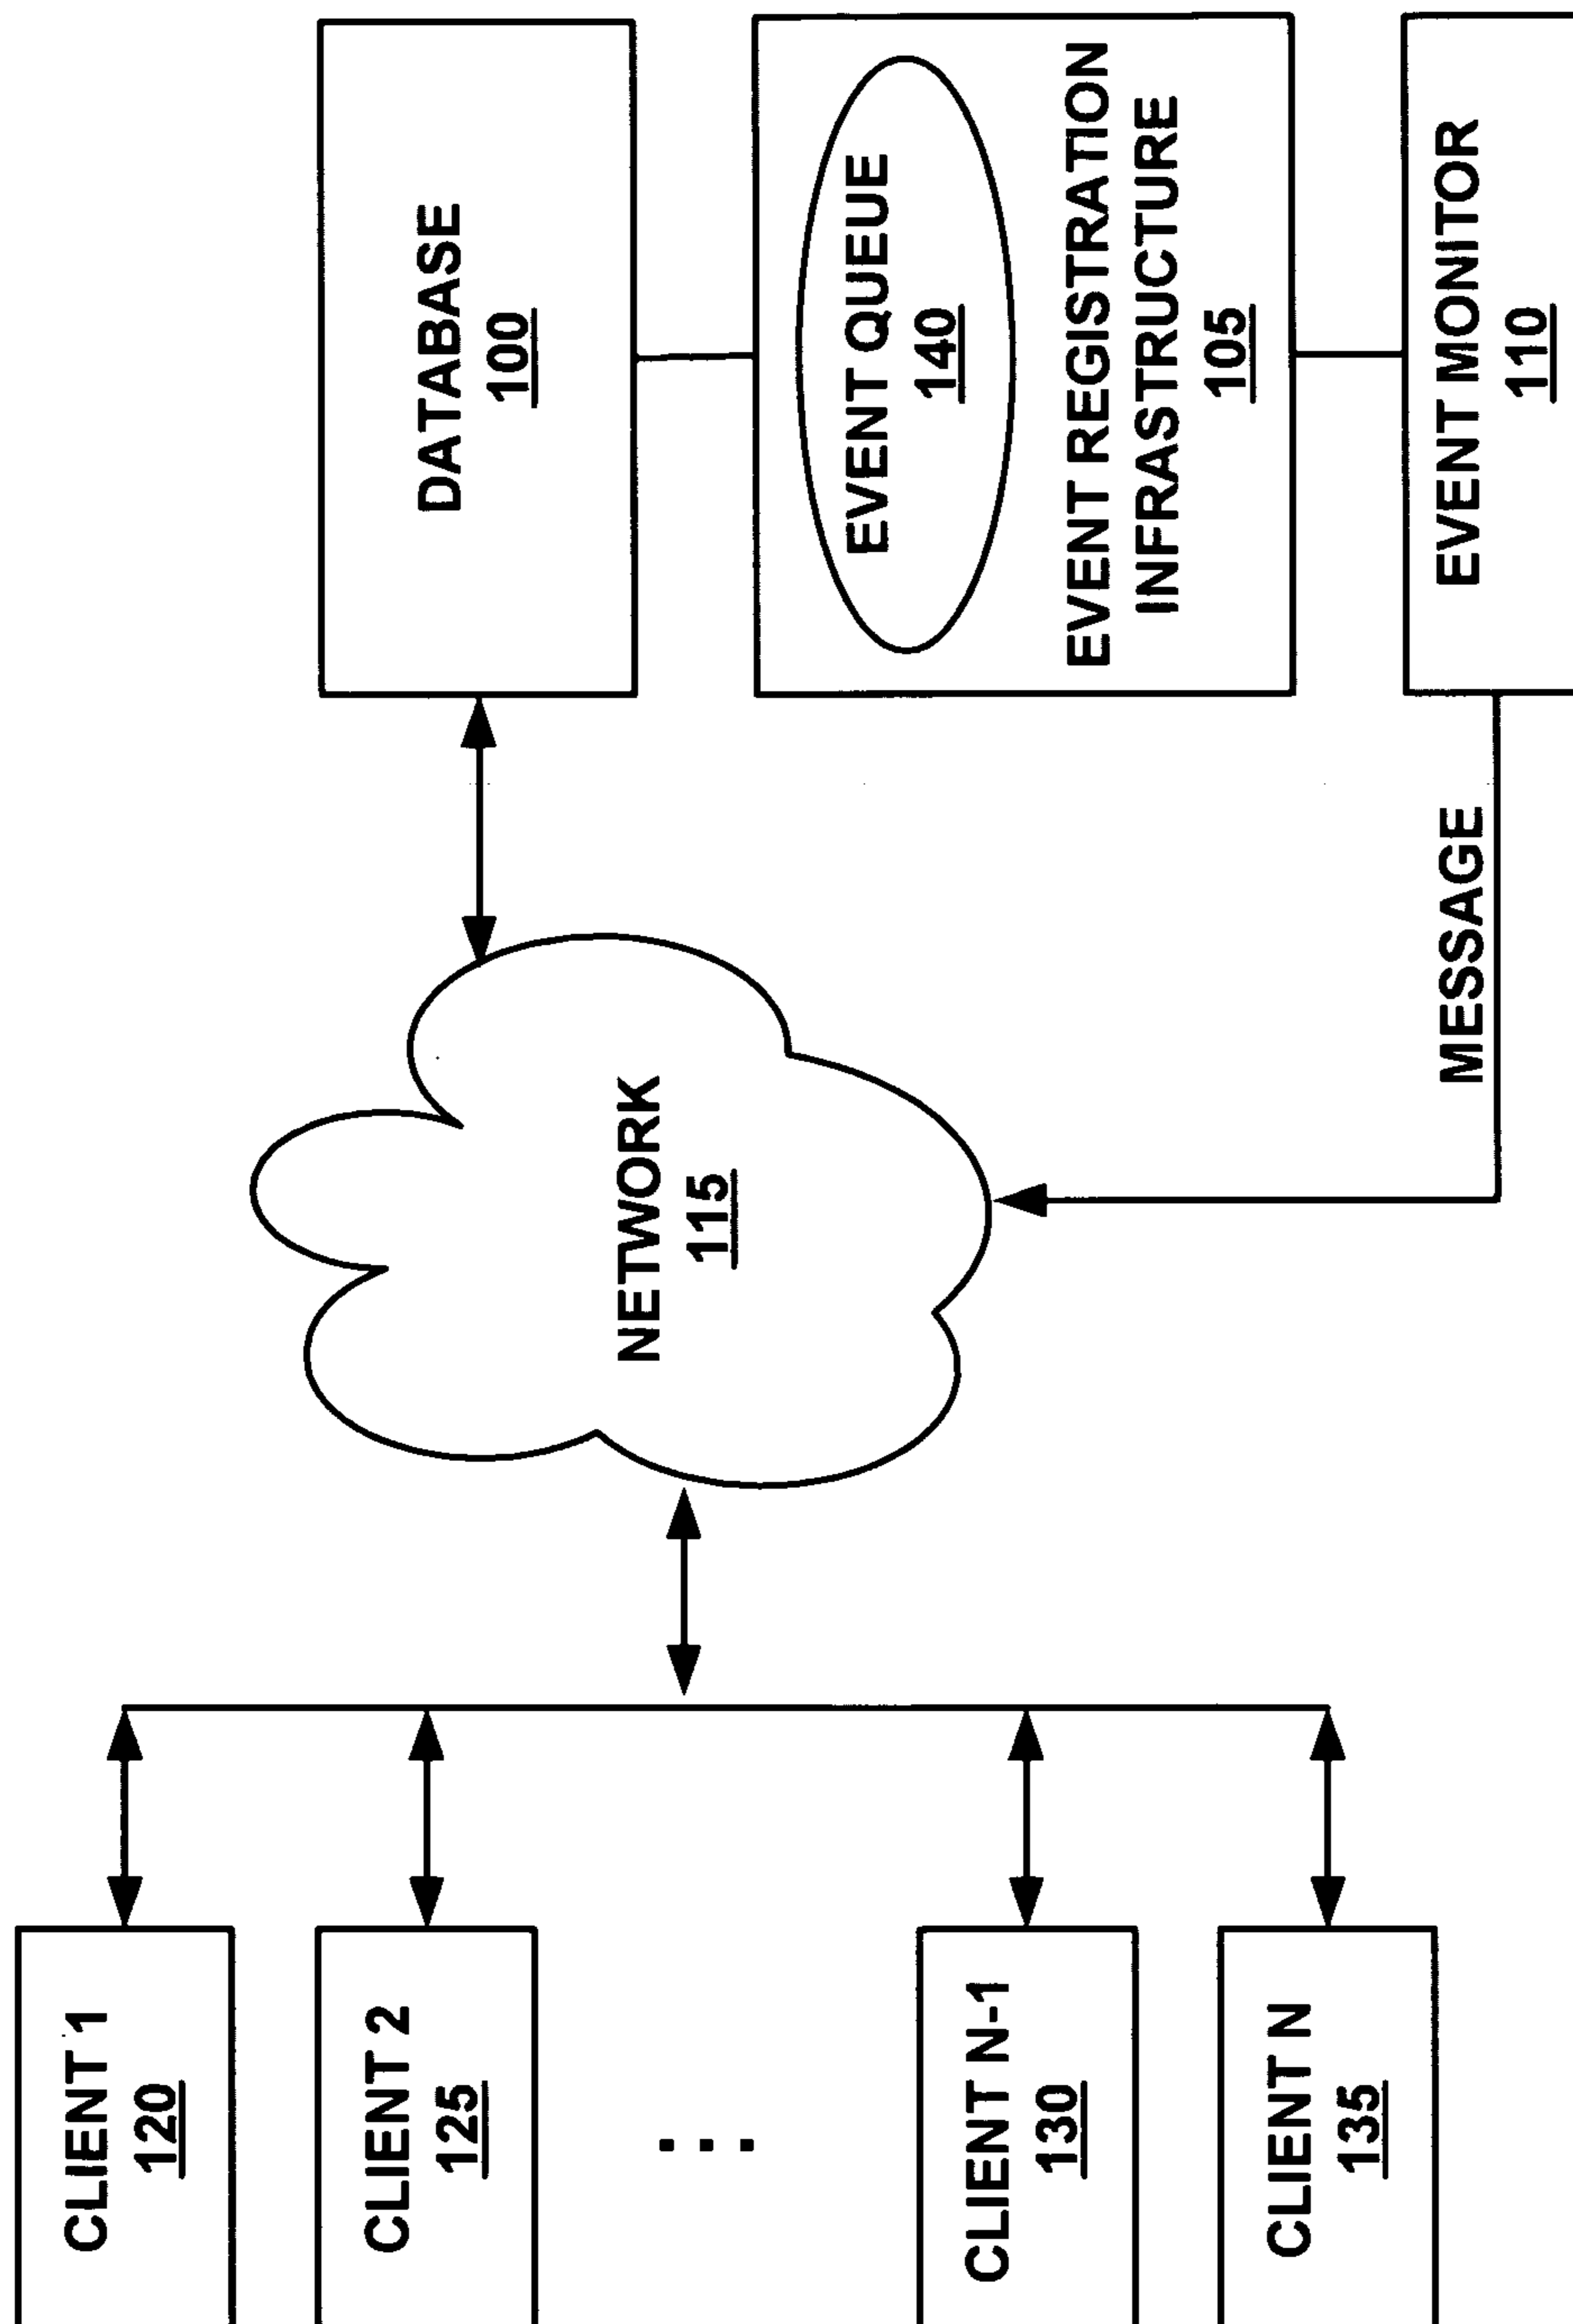 CLIENT 1
120
CLIENT 2
125
...
CLIENT N-1
130
CLIENT N
135
NETWORK
115
DATABASE
100
EVENT QUEUE
140
EVENT REGISTRATION
INFRASTRUCTURE
105
MESSAGE
EVENT MONITOR
110